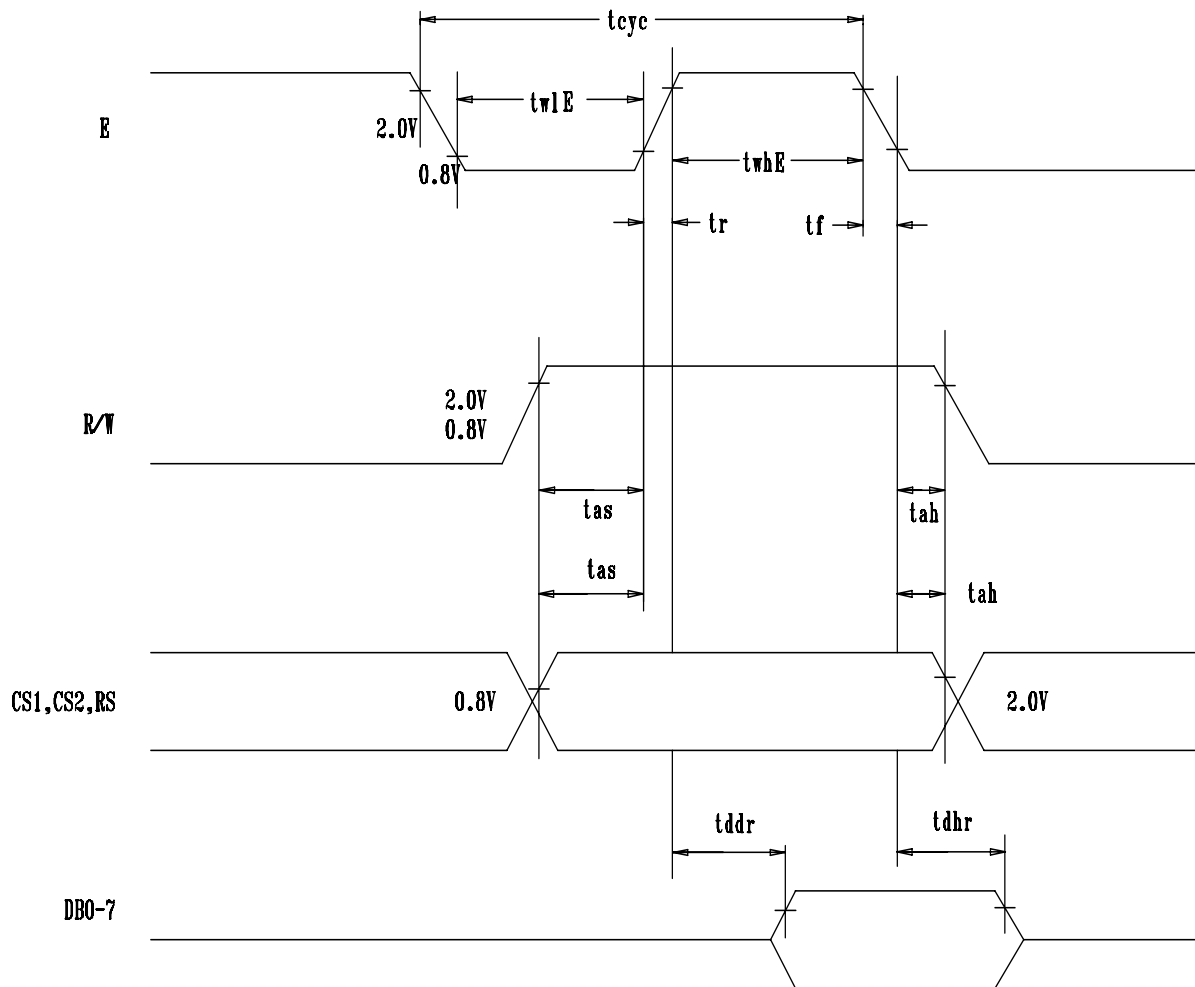 tcyc
twlE
E
2.0V
0.8V
twhE
tr
tf
2.0V
0.8V
R/W
tas
tah
tas
tah
CS1,CS2,RS
0.8V
2.0V
tddr
tdhr
DB0-7